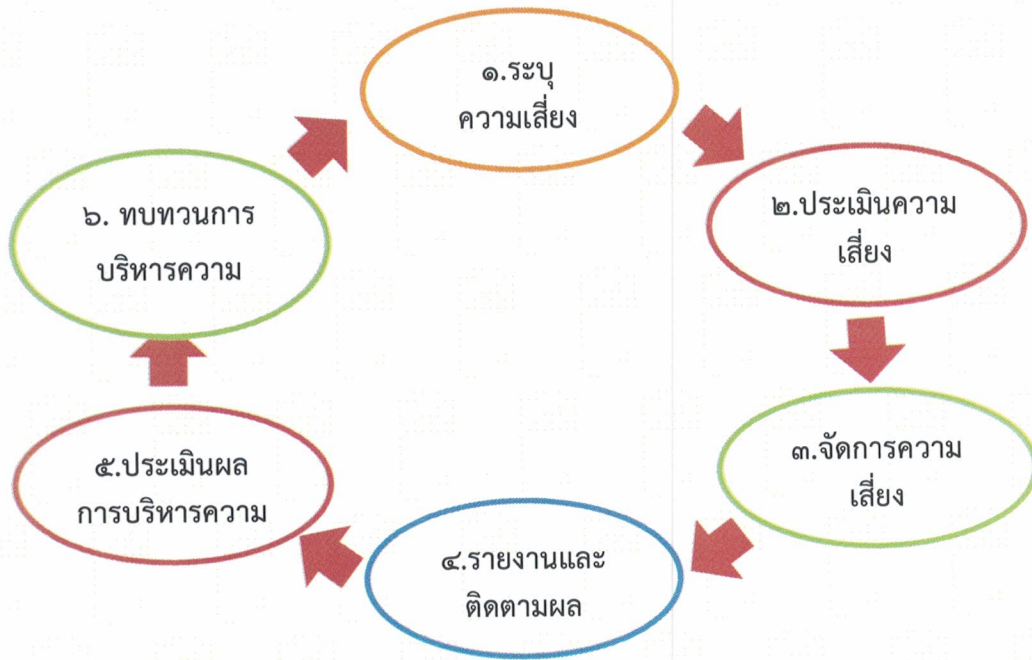 ๑.ระบุ
ความเสี่ยง
๒.ประเมินความ
เสี่ยง
๓.จัดการความ
เสี่ยง
๔.รายงานและ
ติดตามผล
๕.ประเมินผล
การบริหารความ
๖. ทบทวนการ
บริหารความ